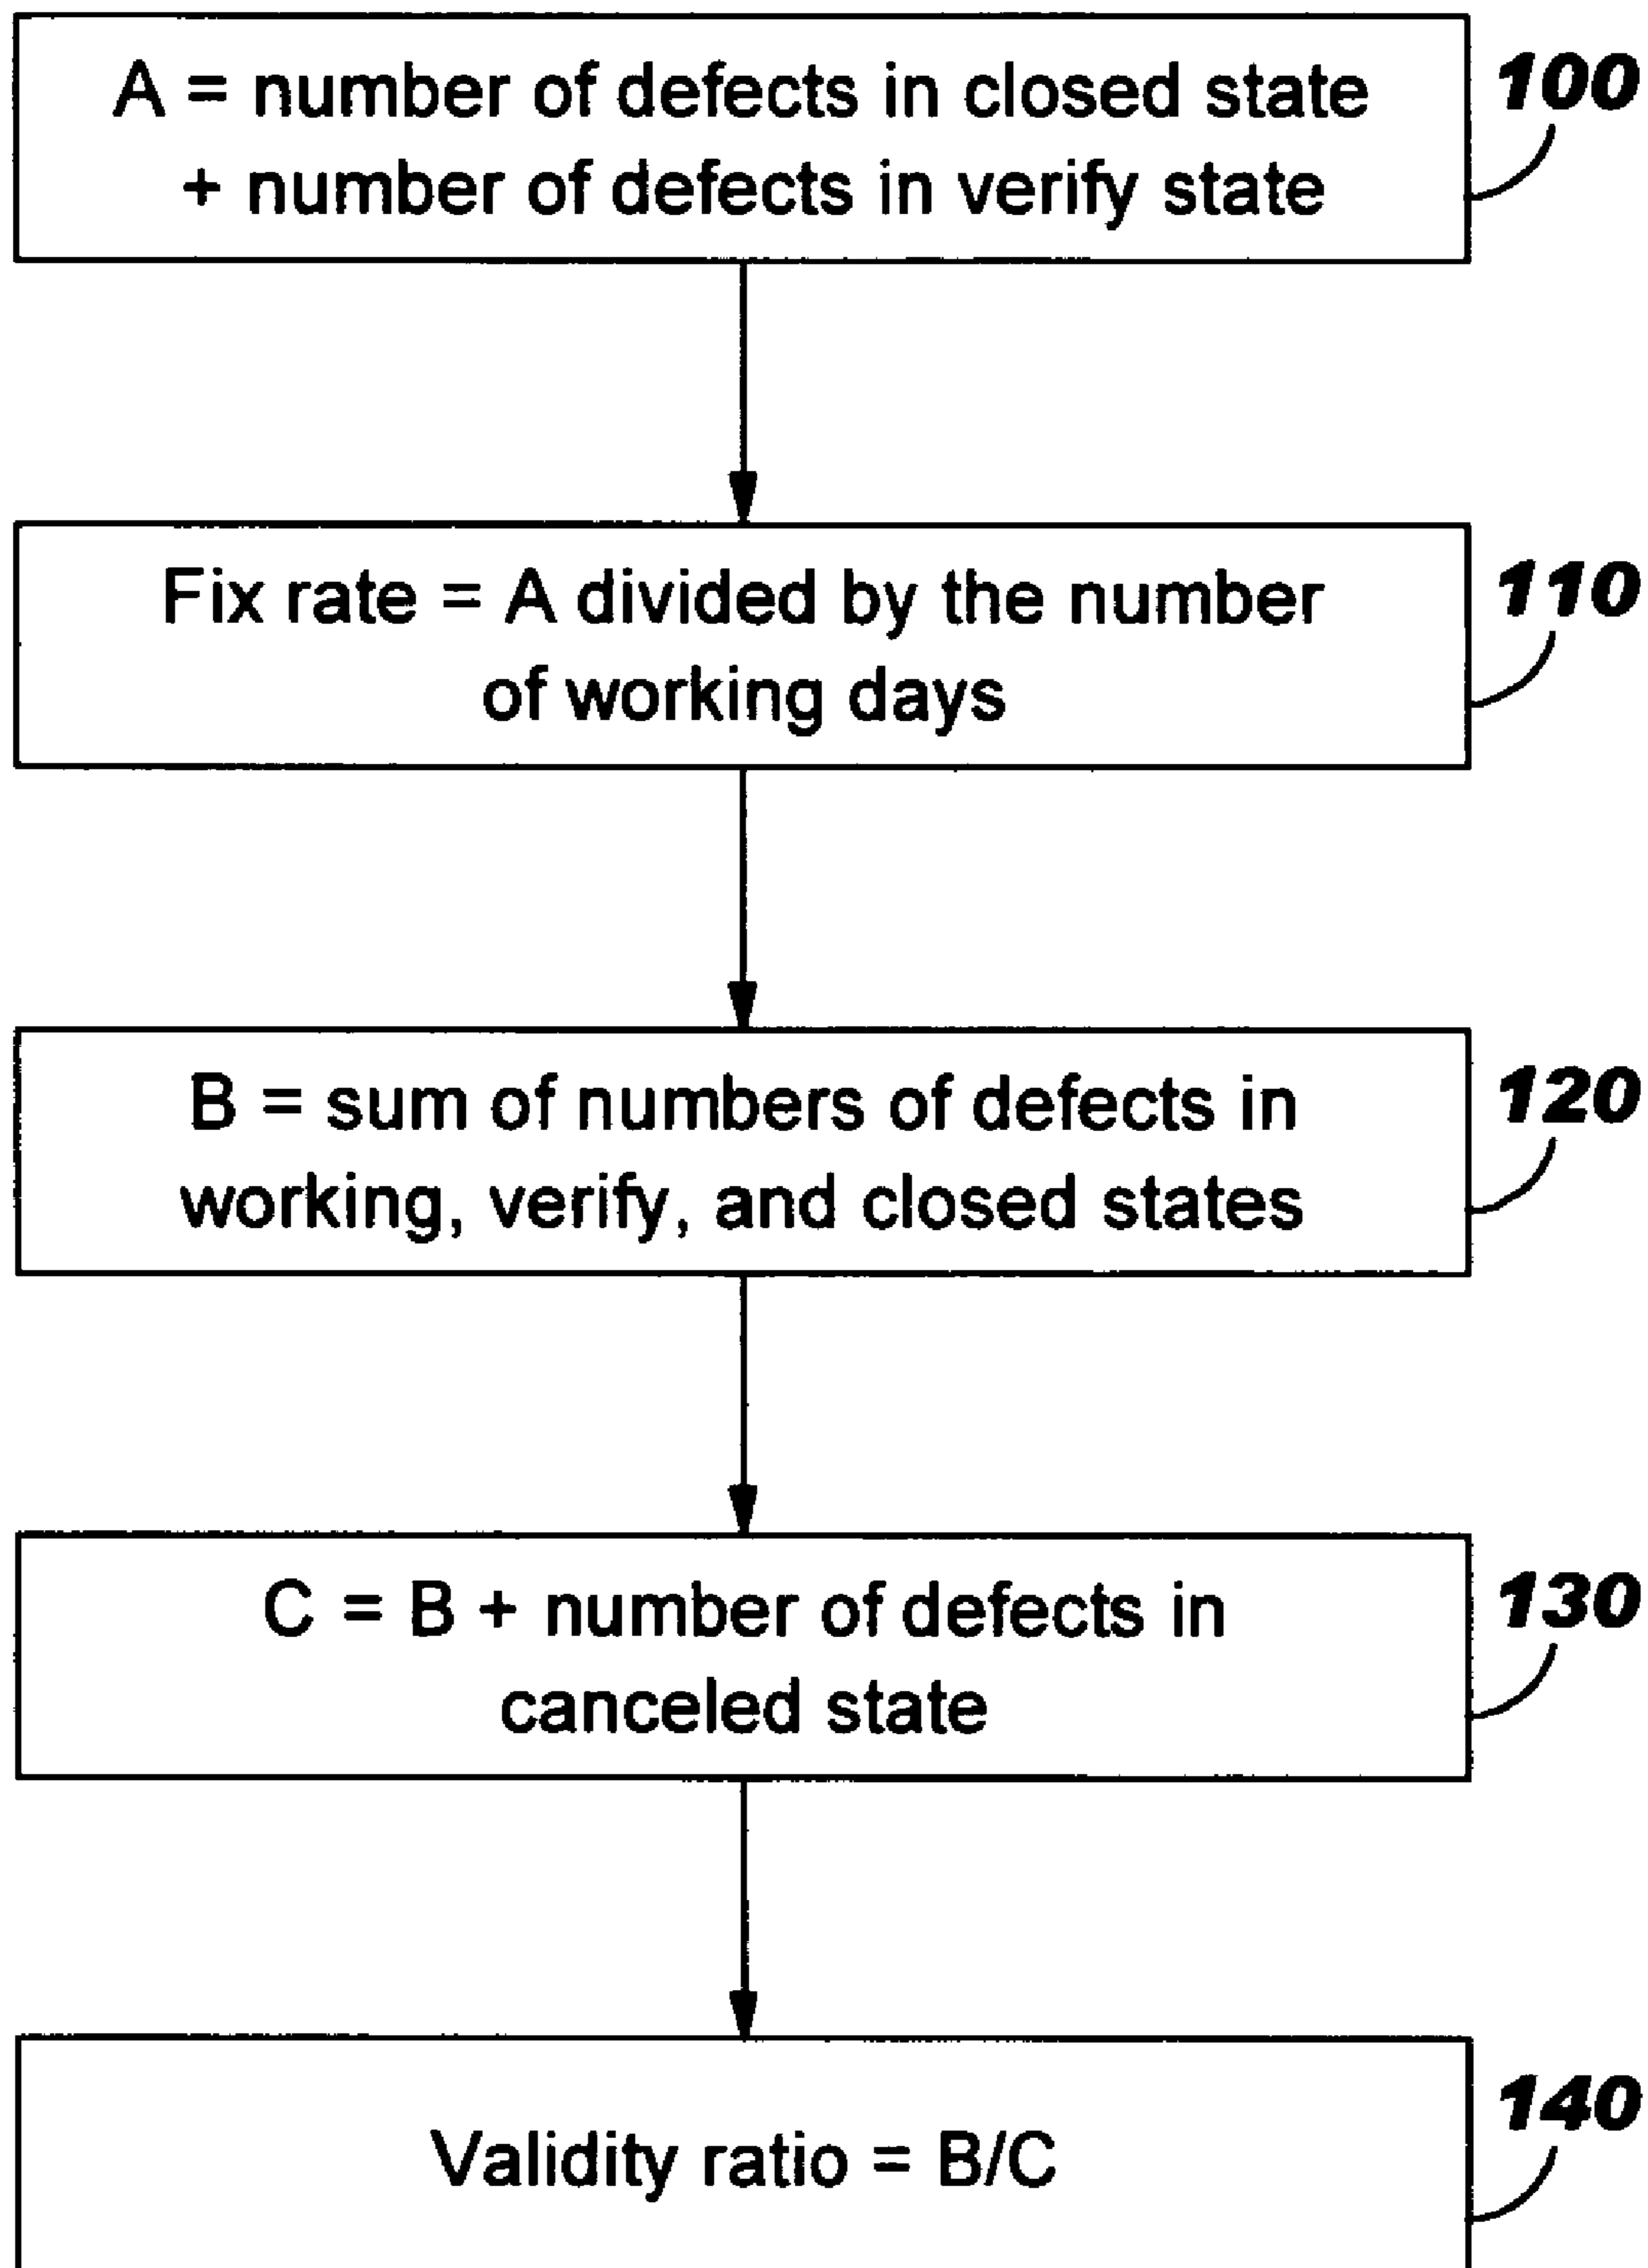 A = number of defects in closed state
+ number of defects in verify state
100
Fix rate = A divided by the number
of working days
110
B = sum of numbers of defects in
working, verify, and closed states
120
C = B + number of defects in
canceled state
130
Validity ratio = B/C
140